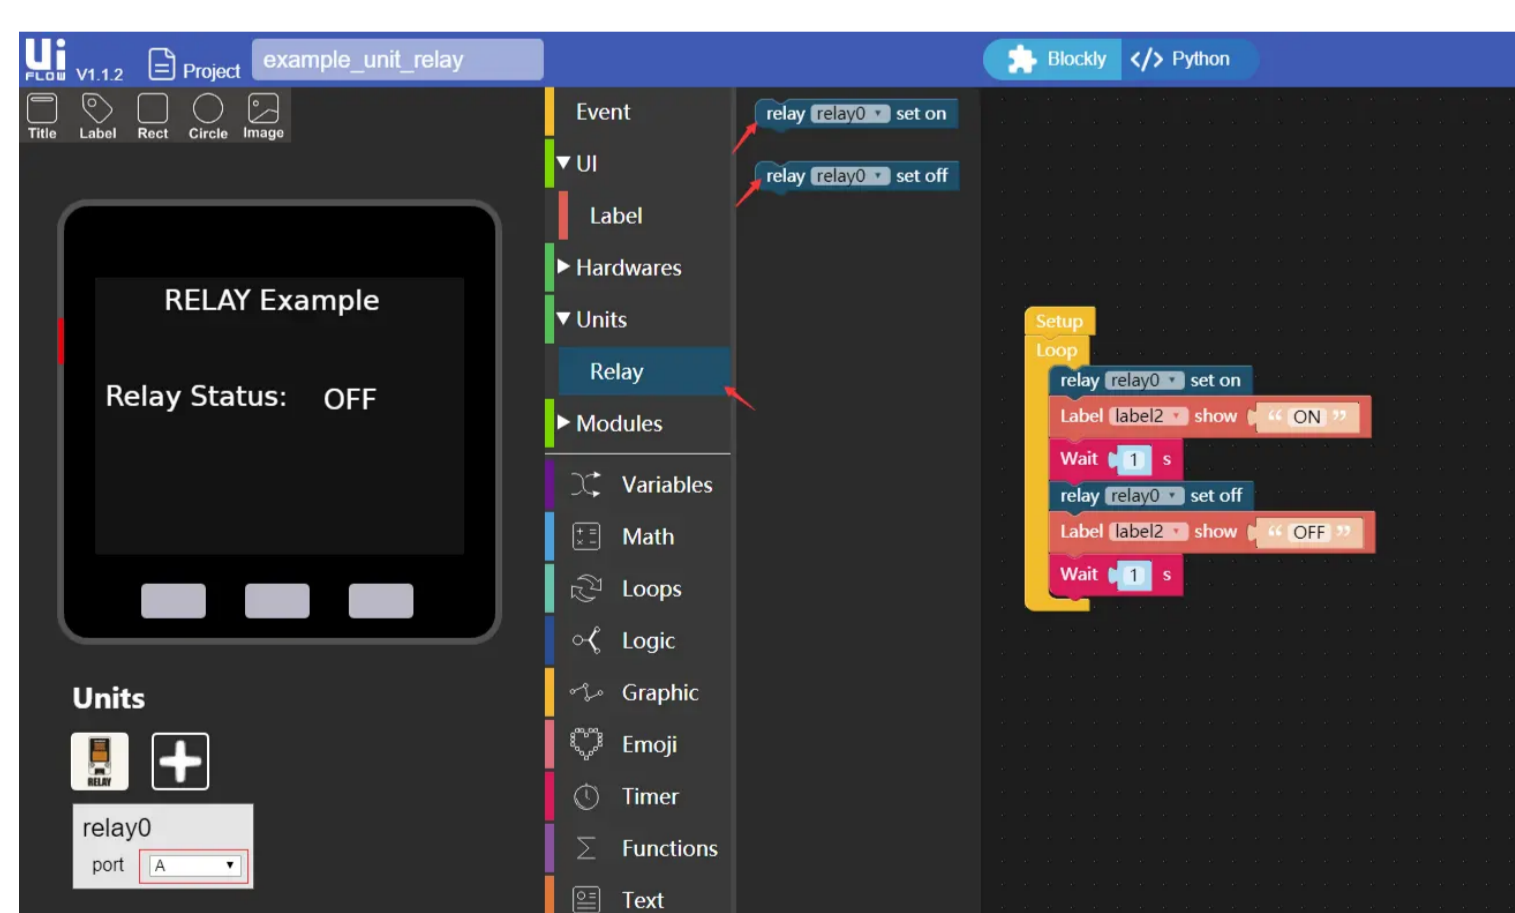 Ui
FLOW V1.1.2 Project example_unit_relay Blockly </> Python
Title Label Rect Circle Image
RELAY Example
Relay Status: OFF
Units
RELAY
relay0
port A
Event
UI
Label
Hardwares
Units
Relay
Modules
Variables
Math
Loops
Logic
Graphic
Emoji
Timer
Functions
Text
relay relay0 set on
relay relay0 set off
Setup
Loop
relay relay0 set on
Label label2 show “ ON ”
Wait 1 s
relay relay0 set off
Label label2 show “ OFF ”
Wait 1 s